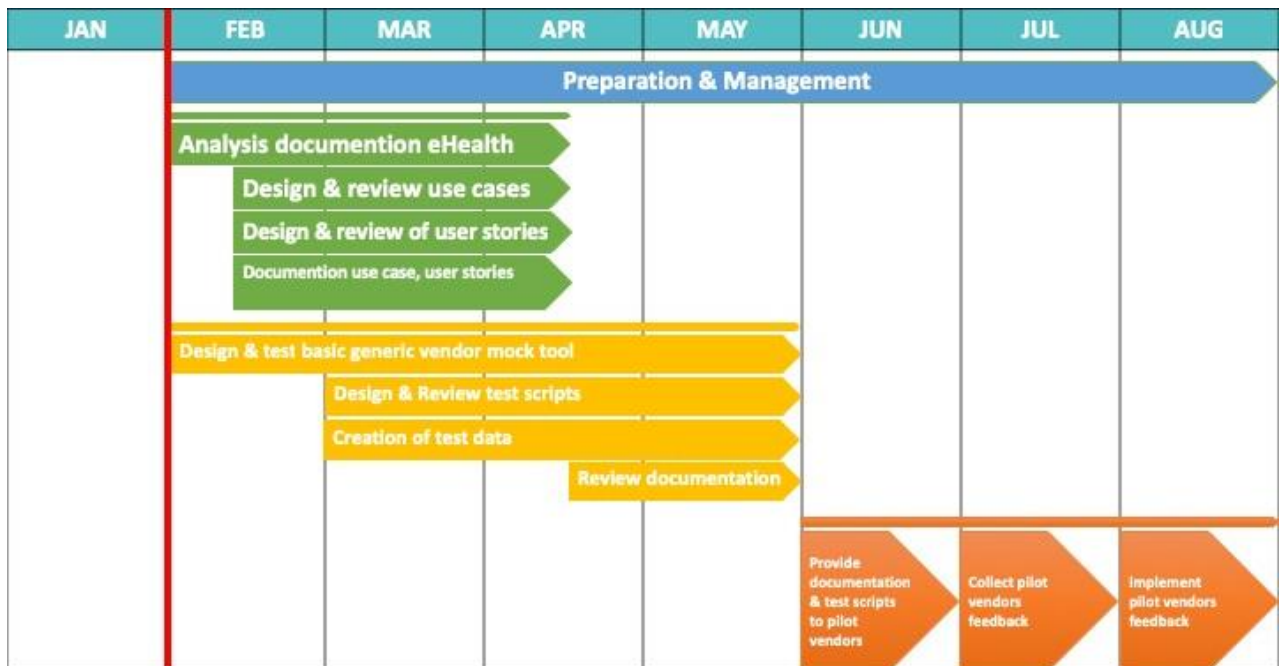 JAN FEB MAR APR MAY JUN JUL AUG
Preparation & Management
Analysis documention eHealth
Design & review use cases
Design & review of user stories
Documention use case, user stories
Design & test basic generic vendor mock tool
Design & Review test scripts
Creation of test data
Review documentation
Provide
documentation
& test scripts
to pilot
vendors
Collect pilot
vendors
feedback
Implement
pilot vendors
feedback